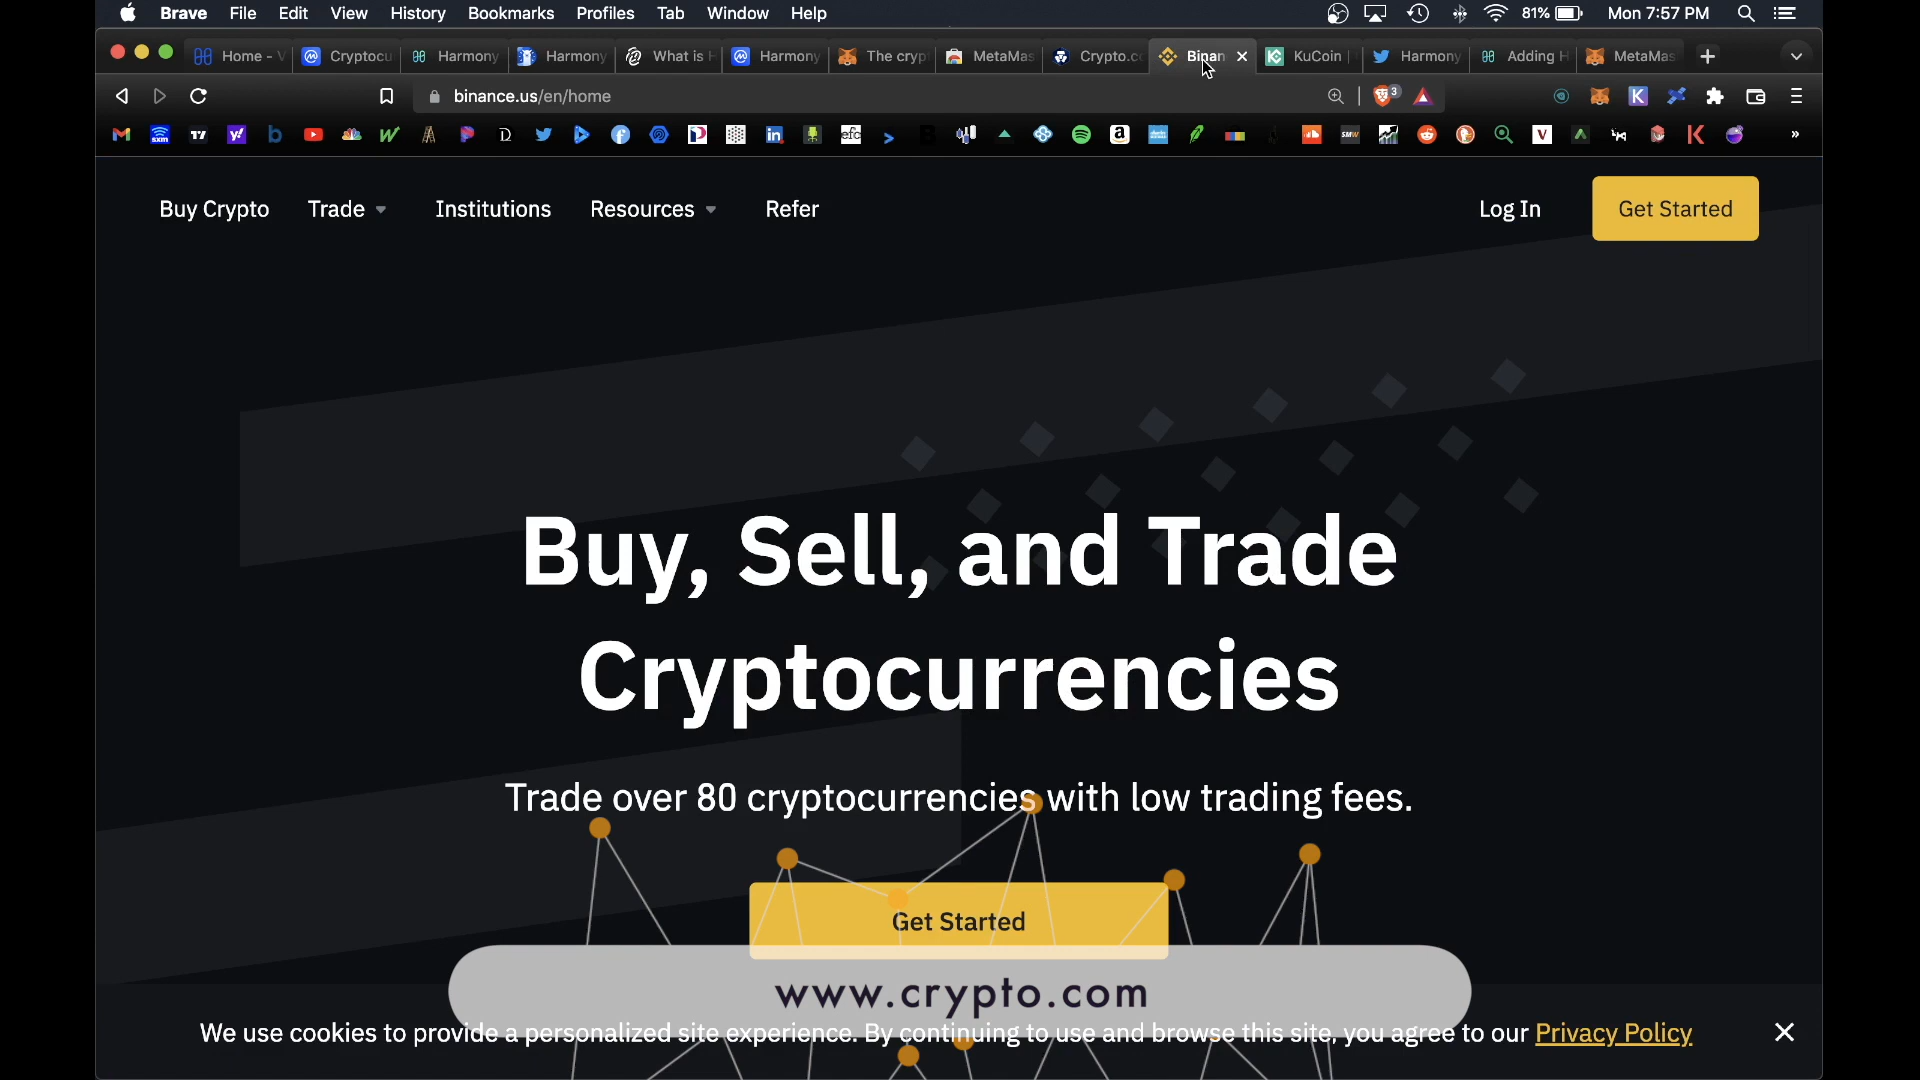 Brave File Edit View History Bookmarks Profiles Tab Window Help 81% Mon 7:57 PM
Home - Cryptocu Harmony Harmony What is Harmony The cryp MetaMas Crypto.co Binan KuCoin Harmony Adding H MetaMas
binance.us/en/home 3
Buy Crypto Trade Institutions Resources Refer Log In Get Started
Buy, Sell, and Trade
Cryptocurrencies
Trade over 80 cryptocurrencies with low trading fees.
Get Started
www.crypto.com
We use cookies to provide a personalized site experience. By continuing to use and browse this site, you agree to our Privacy Policy